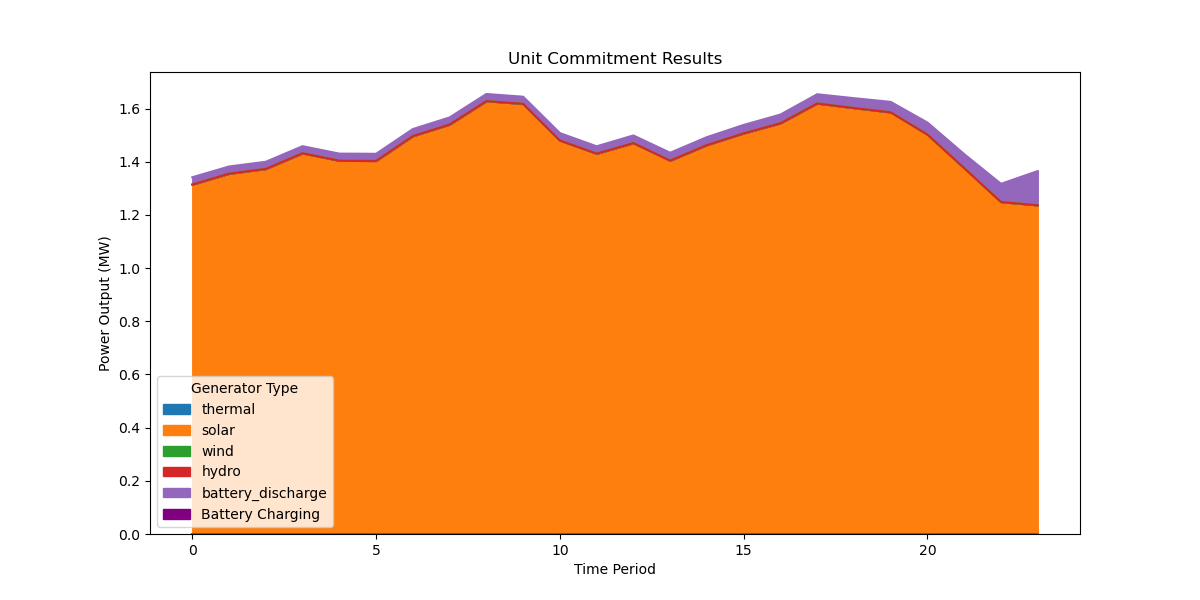 Unit Commitment Results
Power Output (MW)
1.6
1.4
1.2
1.0
0.8
0.6
0.4
0.2
0.0
Generator Type
thermal
solar
wind
hydro
battery_discharge
Battery Charging
0 5 10 15 20
Time Period